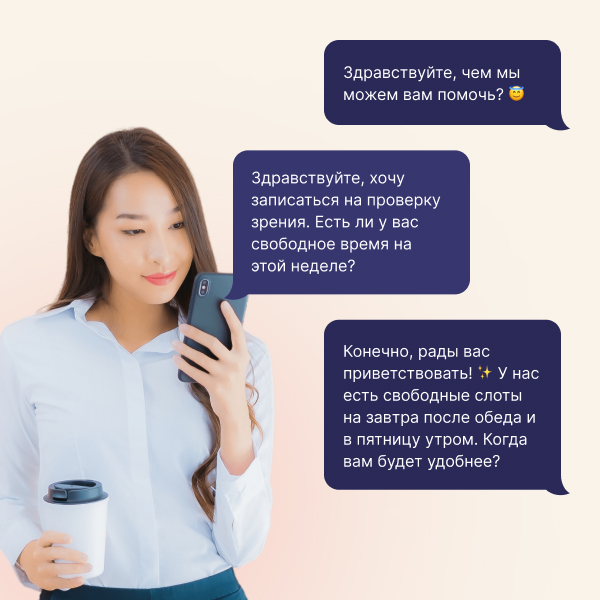 Здравствуйте, чем мы
можем вам помочь? 😇
Здравствуйте, хочу
записаться на проверку
зрения. Есть ли у вас
свободное время на
этой неделе?
Конечно, рады вас
приветствовать! ✨ У нас
есть свободные слоты
на завтра после обеда и
в пятницу утром. Когда
вам будет удобнее?